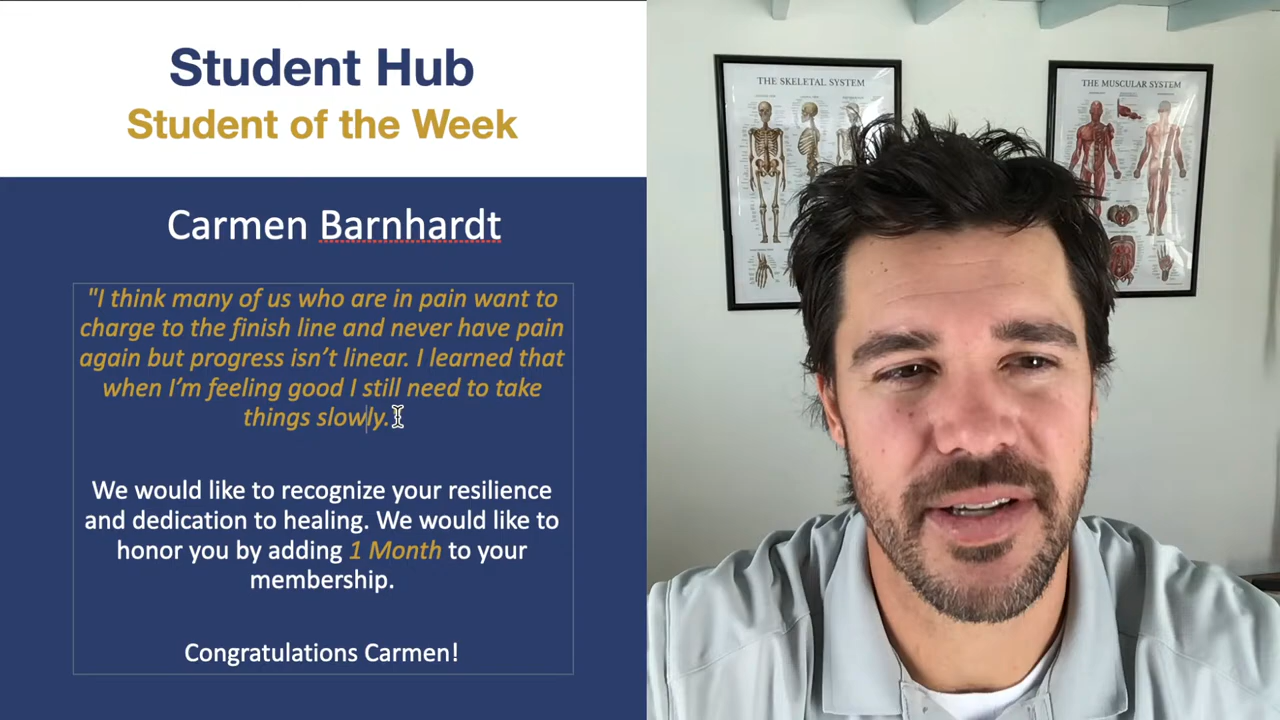 Student Hub
Student of the Week
Carmen Barnhardt
"I think many of us who are in pain want to
charge to the finish line and never have pain
again but progress isn’t linear. I learned that
when I’m feeling good I still need to take
things slowly.
We would like to recognize your resilience
and dedication to healing. We would like to
honor you by adding 1 Month to your
membership.
Congratulations Carmen!
THE SKELETAL SYSTEM
THE MUSCULAR SYSTEM